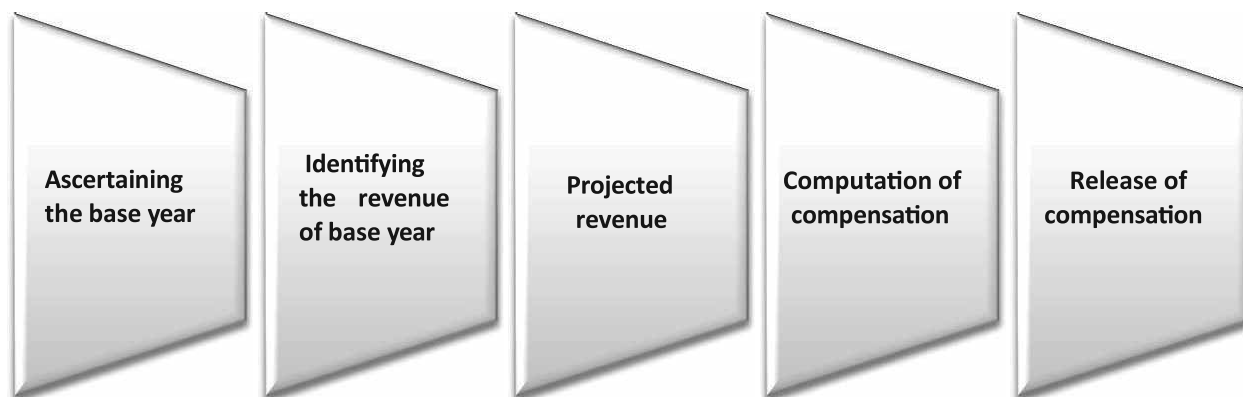 Ascertaining
the base year
Identifying
the revenue
of base year
Projected
revenue
Computation of
compensation
Release of
compensation